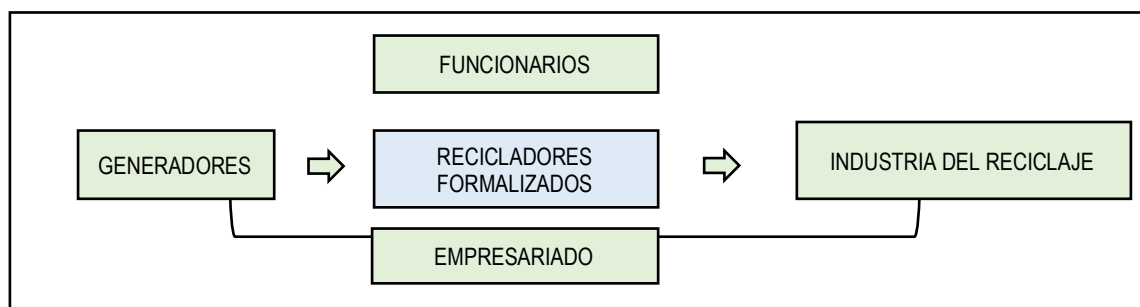 FUNCIONARIOS
GENERADORES
RECICLADORES
FORMALIZADOS
INDUSTRIA DEL RECICLAJE
EMPRESARIADO